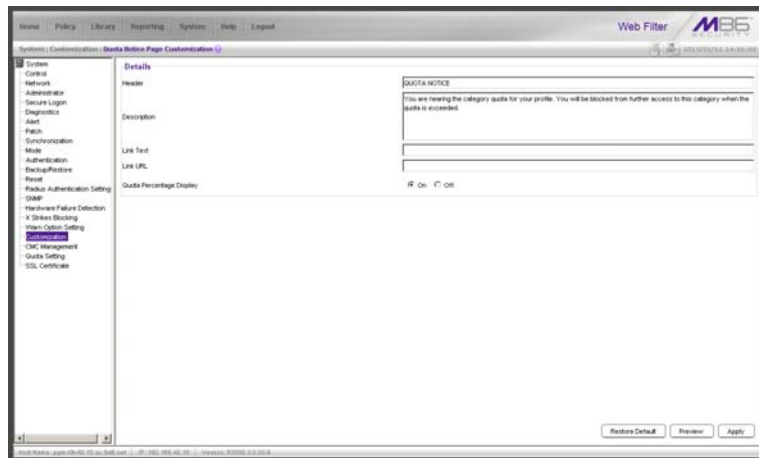 Home Policy Library Reporting System Help Logout
Web Filter
M86
SECURITY
System : Customization : Quota Notice Page Customization
System
Control
Network
Administrator
Secure Logon
Diagnostics
Alert
Patch
Synchronization
Mode
Authentication
Backup/Restore
Reset
Radius Authentication Setting
SNMP
Hardware Failure Detection
X Strikes Blocking
Warn Option Setting
Customization
CMC Management
Quota Setting
SSL Certificate
Details
Header
QUOTA NOTICE
Description
You are nearing the category quota for your profile. You will be blocked from further access to this category when the
quota is exceeded.
Link Text
Link URL
Quota Percentage Display
On Off
Restore Default Preview Apply
Host Name: IP: Version: